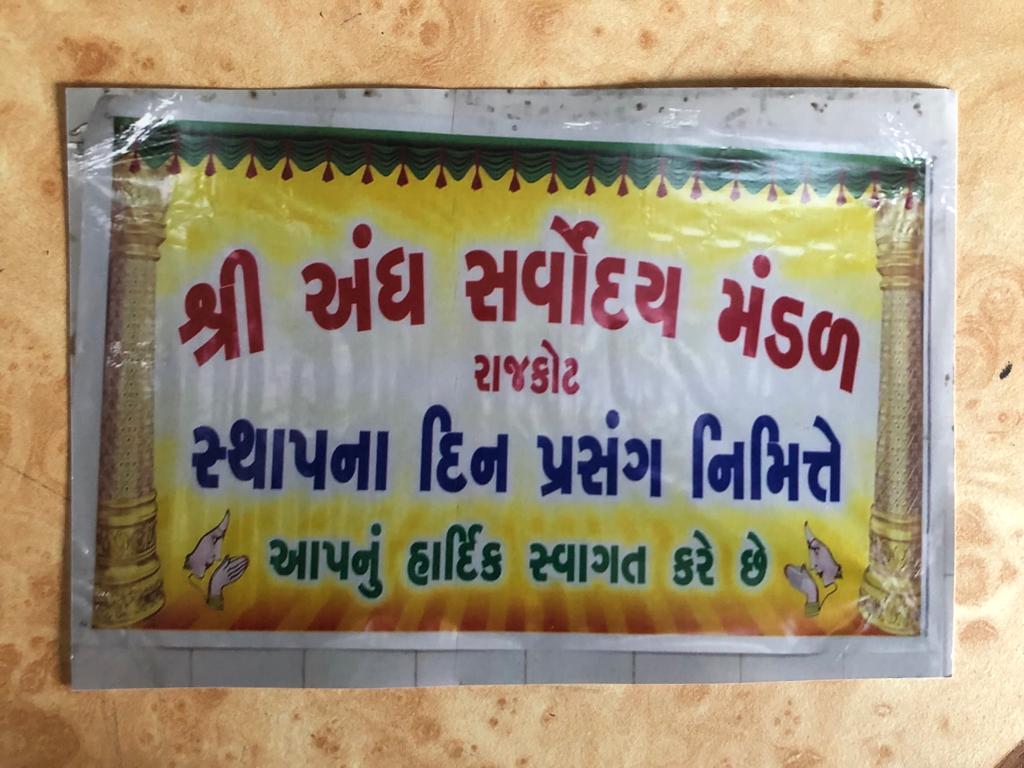 શ્રી અંધ સર્વોદય મંડળ
રાજકોટ
સ્થાપના દિન પ્રસંગ નિમિત્તે
આપનું હાર્દિક સ્વાગત કરે છે